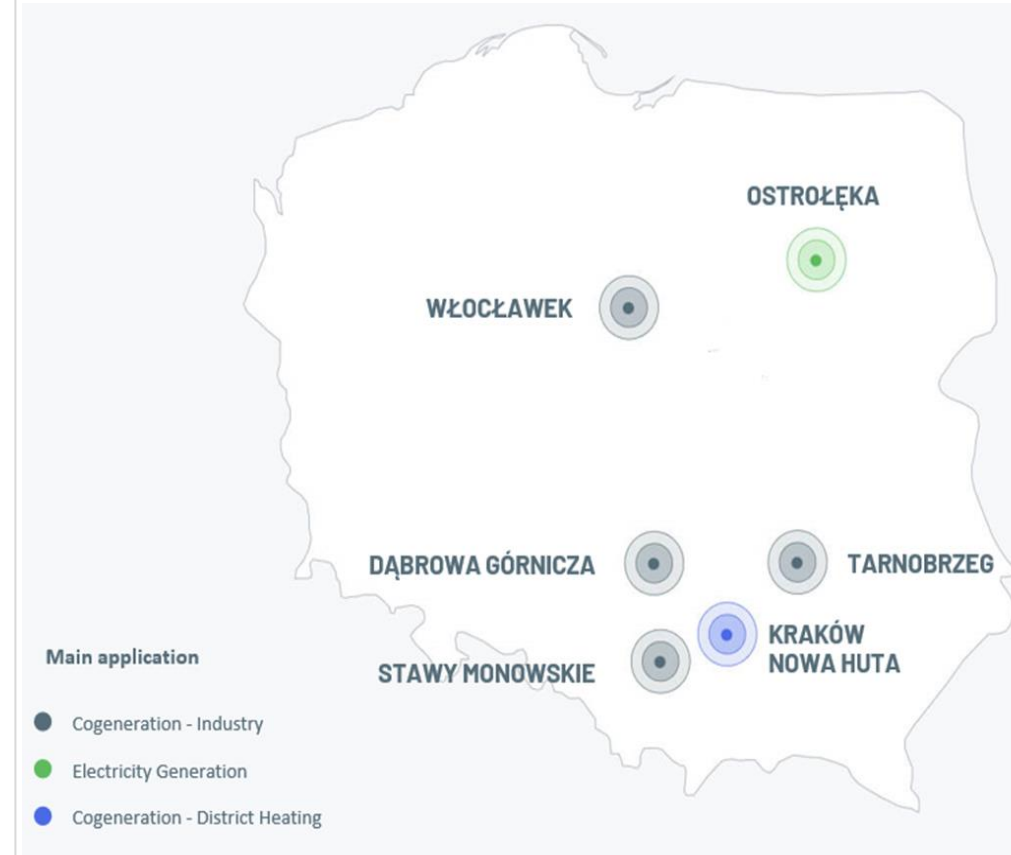 OSTROŁĘKA
WŁOCŁAWEK
DĄBROWA GÓRNICZA
TARNOBRZEG
KRAKÓW
NOWA HUTA
STAWY MONOWSKIE
Main application
Cogeneration - Industry
Electricity Generation
Cogeneration - District Heating